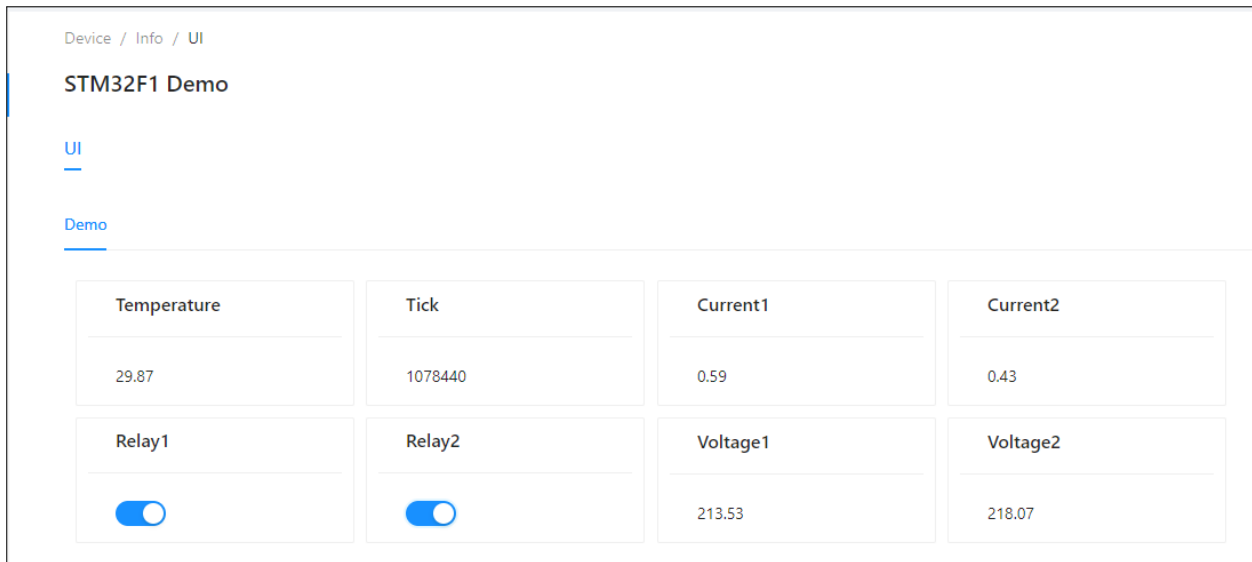 Device / Info / UI
STM32F1 Demo
UI
Demo
Temperature
Tick
Current1
Current2
29.87
1078440
0.59
0.43
Relay1
Relay2
Voltage1
Voltage2
213.53
218.07